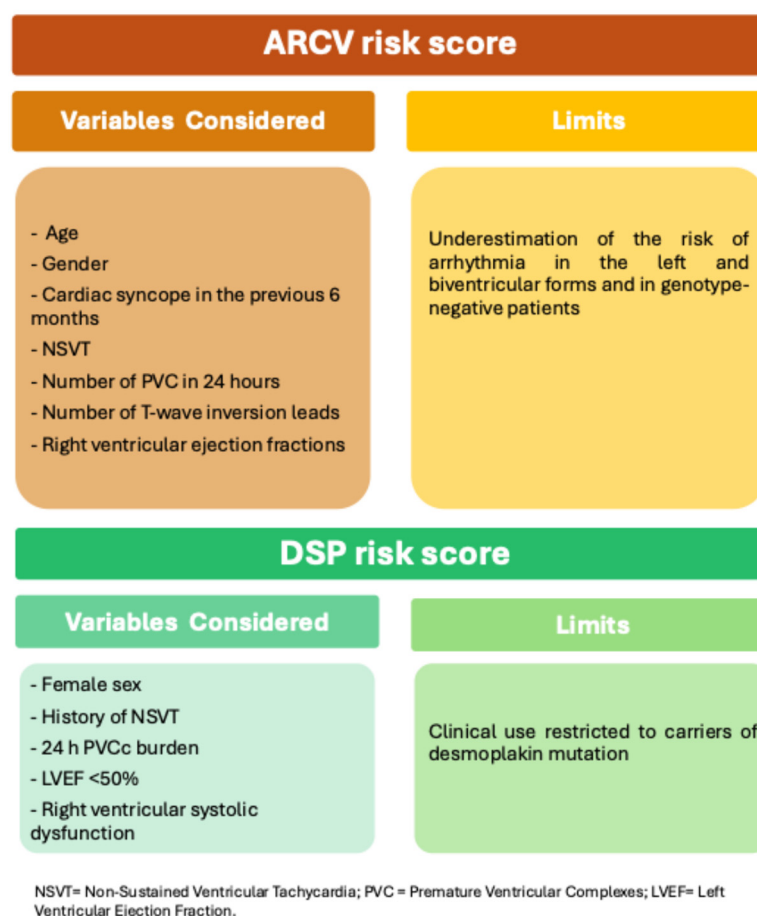 ARCV risk score
Variables Considered
Limits
- Age
- Gender
- Cardiac syncope in the previous 6
months
- NSVT
- Number of PVC in 24 hours
- Number of T-wave inversion leads
- Right ventricular ejection fractions
Underestimation of the risk of
arrhythmia in the left and
biventricular forms and in genotype-
negative patients
DSP risk score
Variables Considered
Limits
- Female sex
- History of NSVT
- 24 h PVCc burden
- LVEF <50%
- Right ventricular systolic
dysfunction
Clinical use restricted to carriers of
desmoplakin mutation
NSVT= Non-Sustained Ventricular Tachycardia; PVC = Premature Ventricular Complexes; LVEF= Left
Ventricular Ejection Fraction.